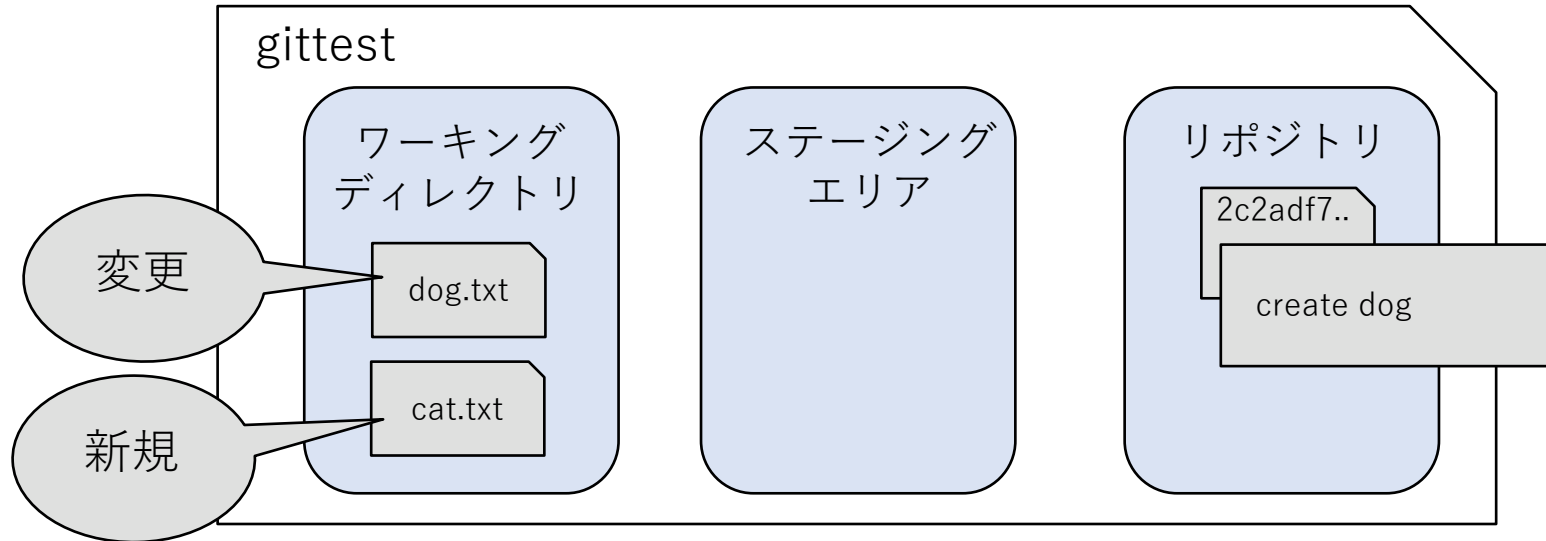 gittest
ワーキング
ディレクトリ
ステージング
エリア
リポジトリ
2c2adf7..
変更
dog.txt
create dog
新規
cat.txt